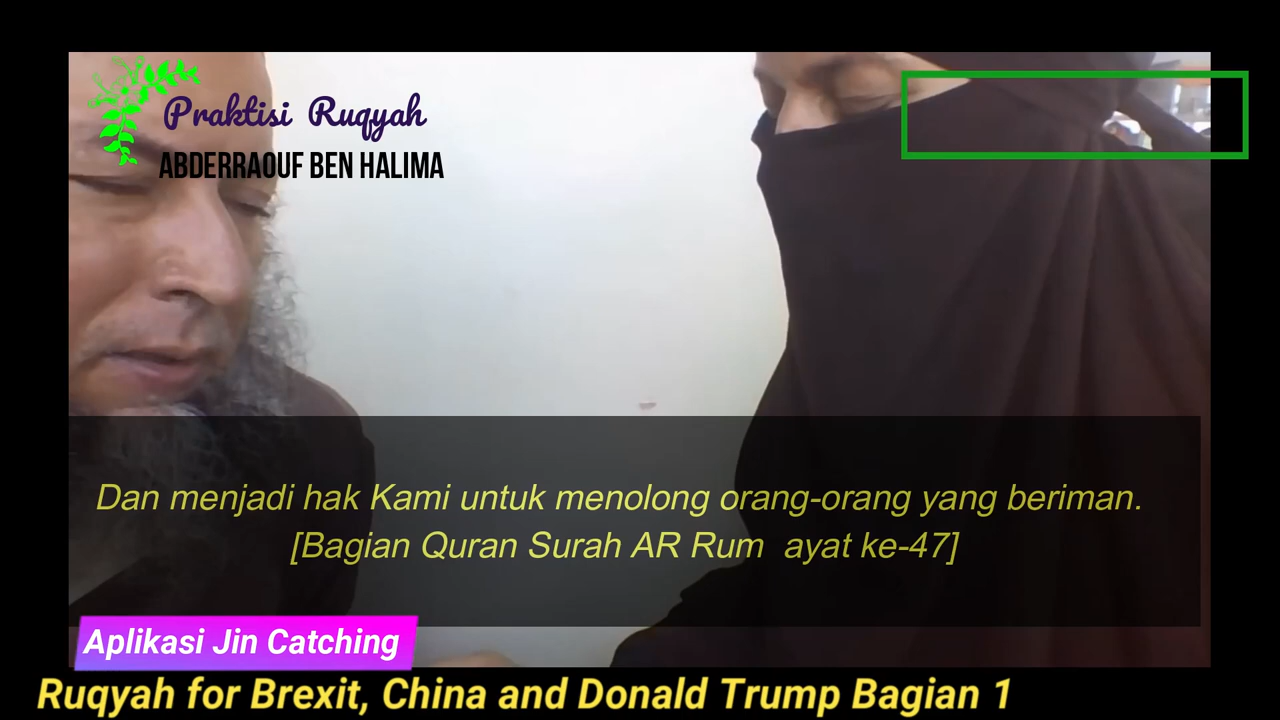 Praktisi Ruqyah
ABDERRAOUF BEN HALIMA
Dan menjadi hak Kami untuk menolong orang-orang yang beriman.
[Bagian Quran Surah AR Rum ayat ke-47]
Aplikasi Jin Catching
Ruqyah for Brexit, China and Donald Trump Bagian 1